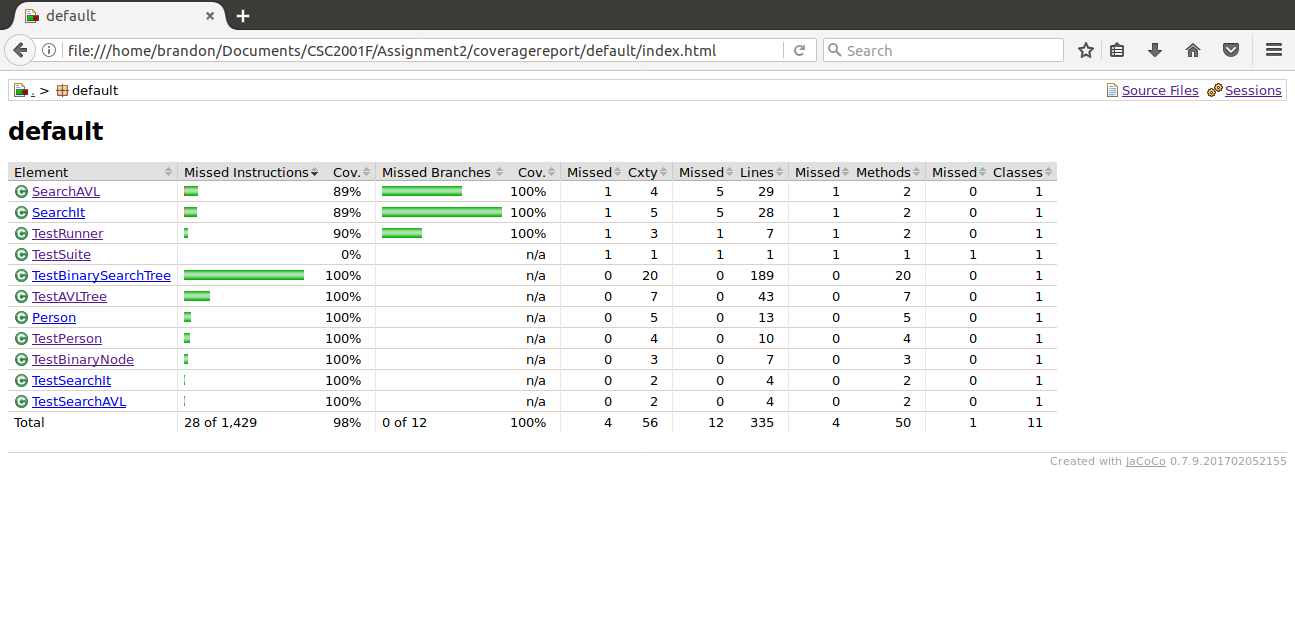 default
file:///home/brandon/Documents/CSC2001F/Assignment2/coveragereport/default/index.html Search
. > default Source Files Sessions
default
Element Missed Instructions Cov. Missed Branches Cov. Missed Cxty Missed Lines Missed Methods Missed Classes
SearchAVL 89% 100% 1 4 5 29 1 2 0 1
SearchIt 89% 100% 1 5 5 28 1 2 0 1
TestRunner 90% 100% 1 3 1 7 1 2 0 1
TestSuite 0% n/a 1 1 1 1 1 1 1 1
TestBinarySearchTree 100% n/a 0 20 0 189 0 20 0 1
TestAVLTree 100% n/a 0 7 0 43 0 7 0 1
Person 100% n/a 0 5 0 13 0 5 0 1
TestPerson 100% n/a 0 4 0 10 0 4 0 1
TestBinaryNode 100% n/a 0 3 0 7 0 3 0 1
TestSearchIt 100% n/a 0 2 0 4 0 2 0 1
TestSearchAVL 100% n/a 0 2 0 4 0 2 0 1
Total 28 of 1,429 98% 0 of 12 100% 4 56 12 335 4 50 1 11
Created with JaCoCo 0.7.9.201702052155